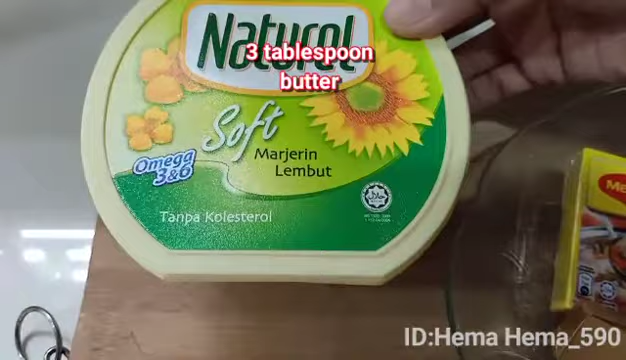 Naturel
3 tablespoon
butter
Soft
Marjerin
Lembut
Omega
3&6
Tanpa Kolesterol
ID:Hema Hema_590